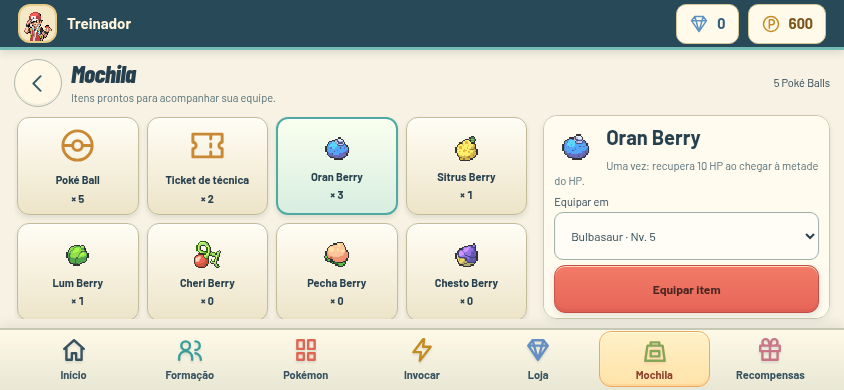 Treinador
0
600
Mochila
Itens prontos para acompanhar sua equipe.
5 Poké Balls
Poké Ball
× 5
Ticket de técnica
× 2
Oran Berry
× 3
Sitrus Berry
× 1
Lum Berry
× 1
Cheri Berry
× 0
Pecha Berry
× 0
Chesto Berry
× 0
Oran Berry
Uma vez: recupera 10 HP ao chegar à metade
do HP.
Equipar em
Bulbasaur · Nv. 5
Equipar item
Início
Formação
Pokémon
Invocar
Loja
Mochila
Recompensas